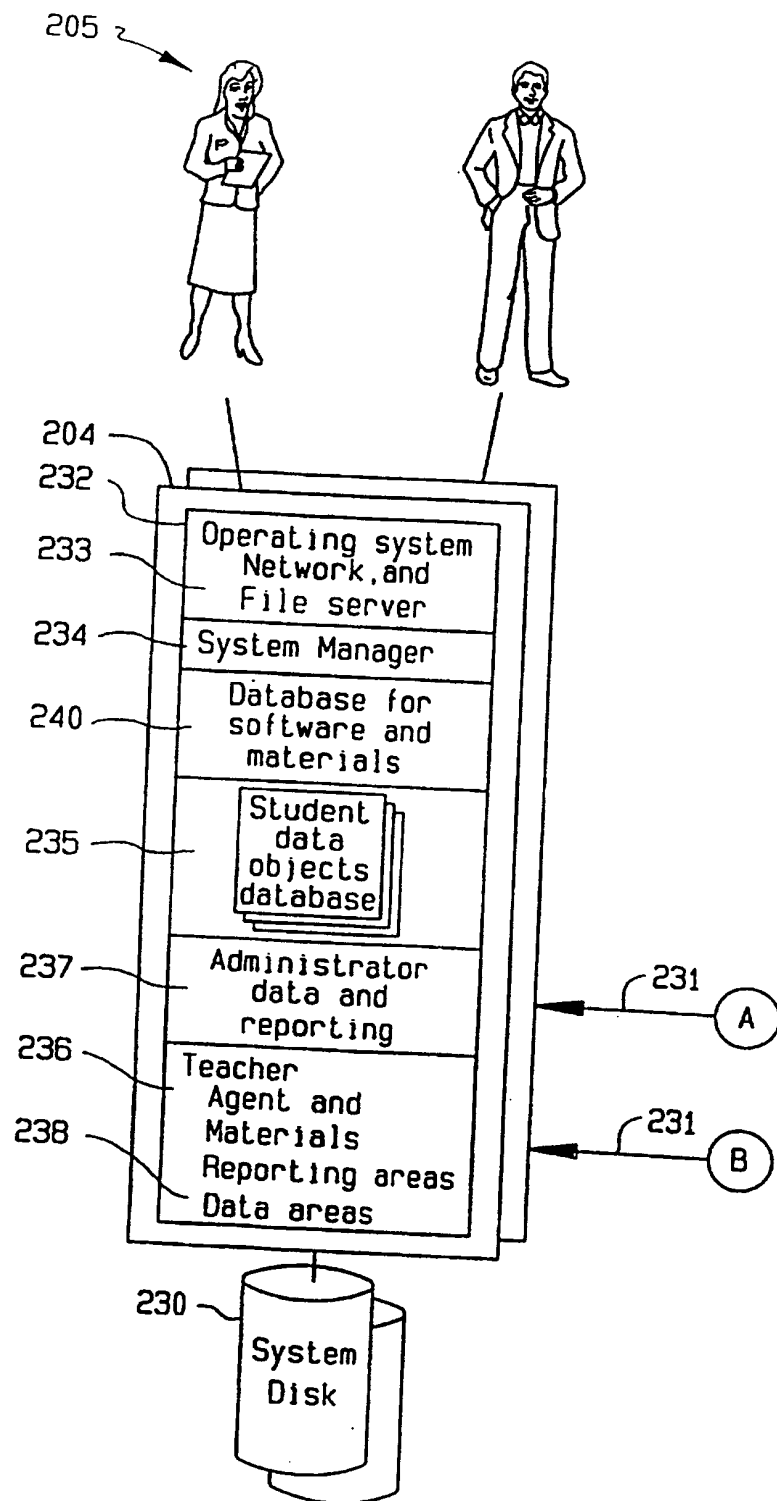 205
204
232
Operating system
233
Network, and
File server
234
System Manager
Database for
240
software and
materials
Student
235
data
objects
database
237
Administrator
data and
reporting
231
A
236
Teacher
Agent and
Materials
231
B
238
Reporting areas
Data areas
230
System
Disk